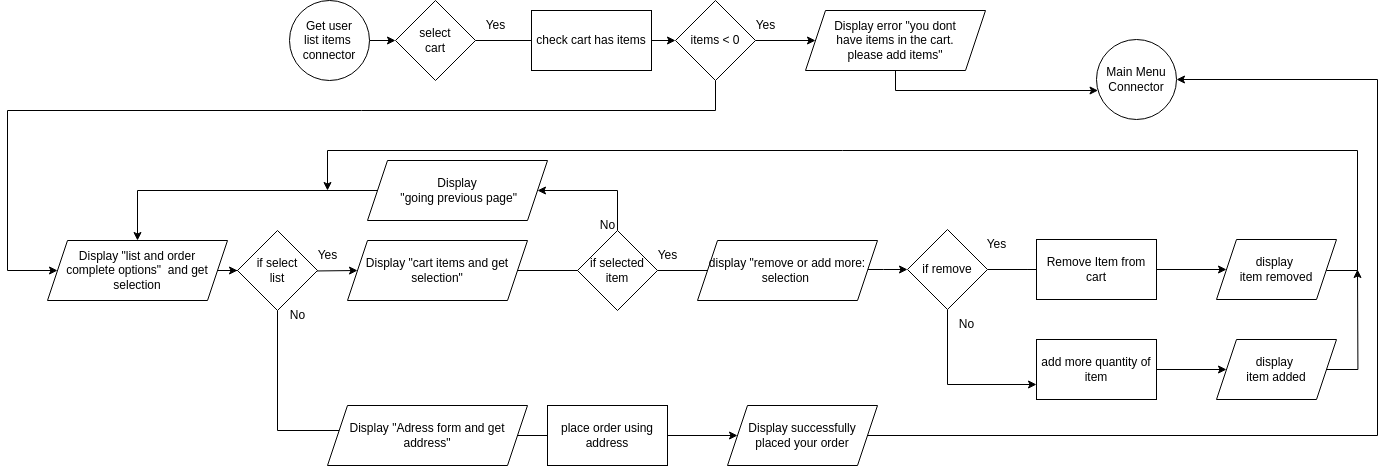 Get user
list items
connector
select
cart
Yes
check cart has items
items < 0
Yes
Display error "you dont
have items in the cart.
please add items"
Main Menu
Connector
Display
"going previous page"
No
Display "list and order
complete options"  and get
selection
if select
list
Yes
Display "cart items and get
selection"
if selected
item
Yes
display "remove or add more:
selection
if remove
Yes
Remove Item from
cart
display
item removed
No
No
add more quantity of
item
display
item added
Display "Adress form and get
address"
place order using
address
Display successfully
placed your order